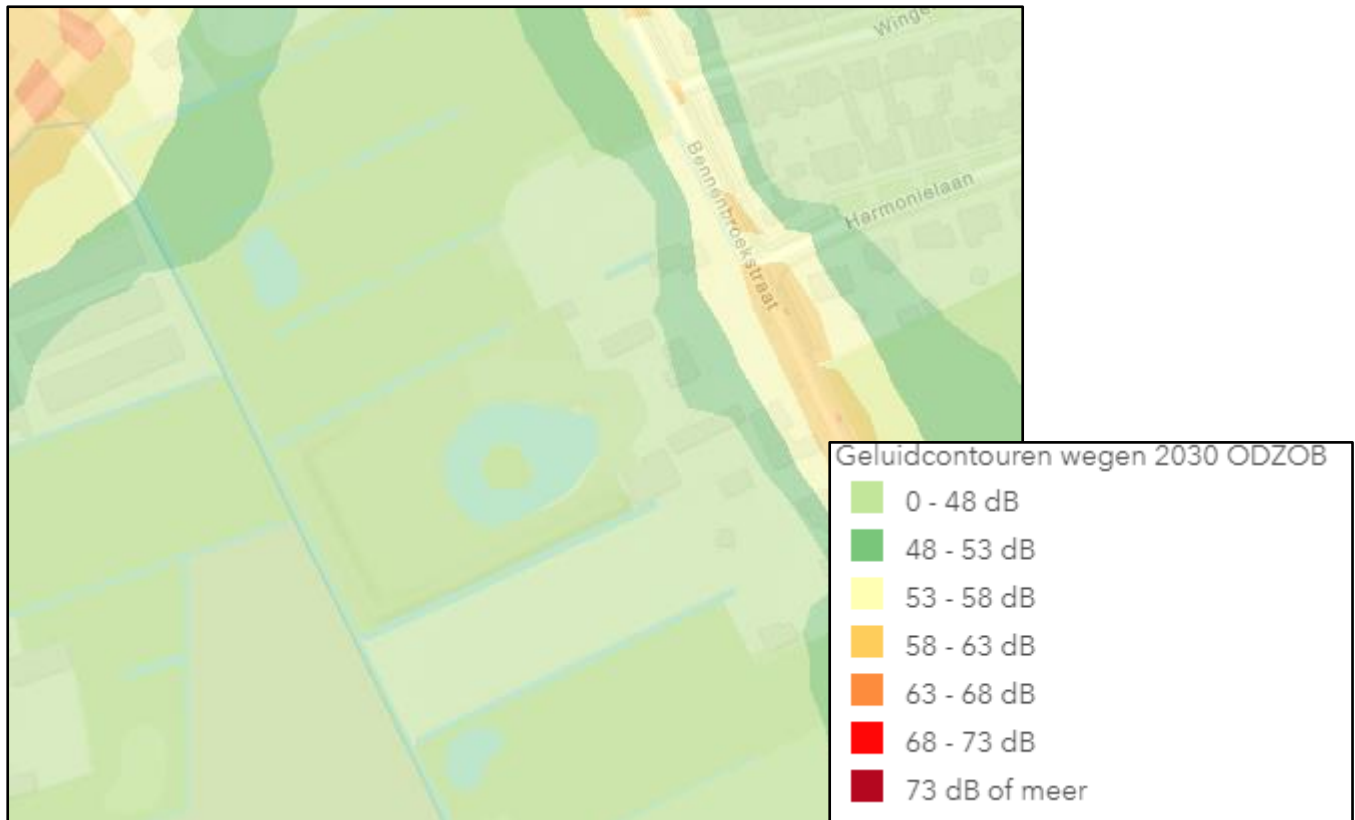 Bennenbroekstraat
Harmonielaan
Geluidcontouren wegen 2030 ODZOB
0 - 48 dB
48 - 53 dB
53 - 58 dB
58 - 63 dB
63 - 68 dB
68 - 73 dB
73 dB of meer